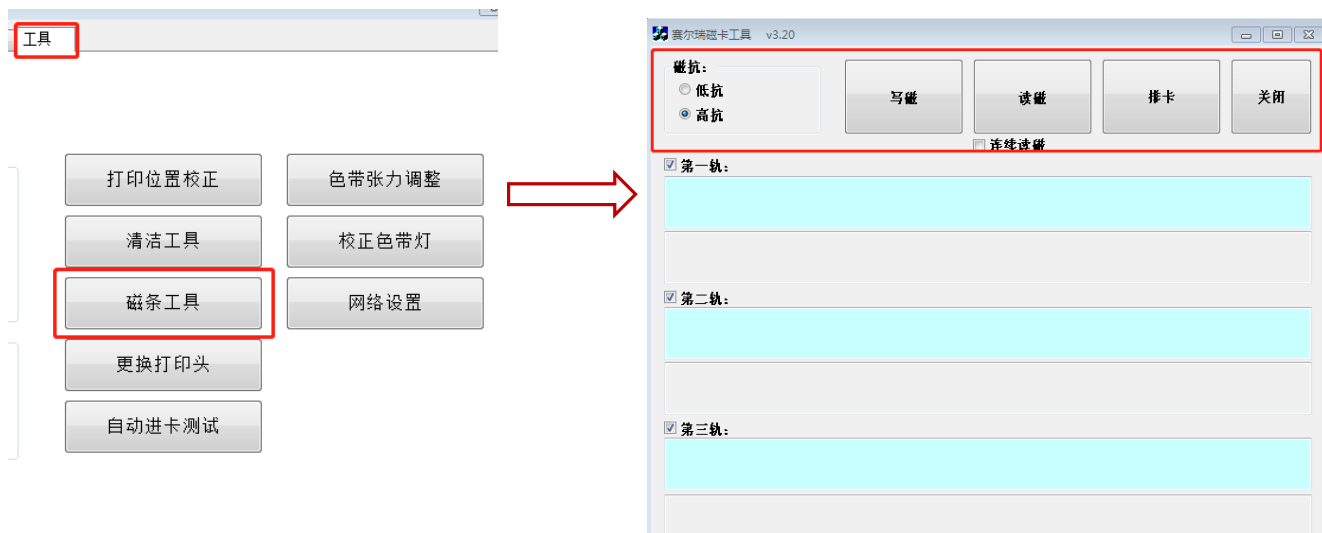 工具
打印位置校正
色带张力调整
清洁工具
校正色带灯
磁条工具
网络设置
更换打印头
自动进卡测试
赛尔瑞磁卡工具 v3.20
磁抗:
低抗
高抗
写磁
读磁
排卡
关闭
连续读磁
第一轨:
第二轨:
第三轨: